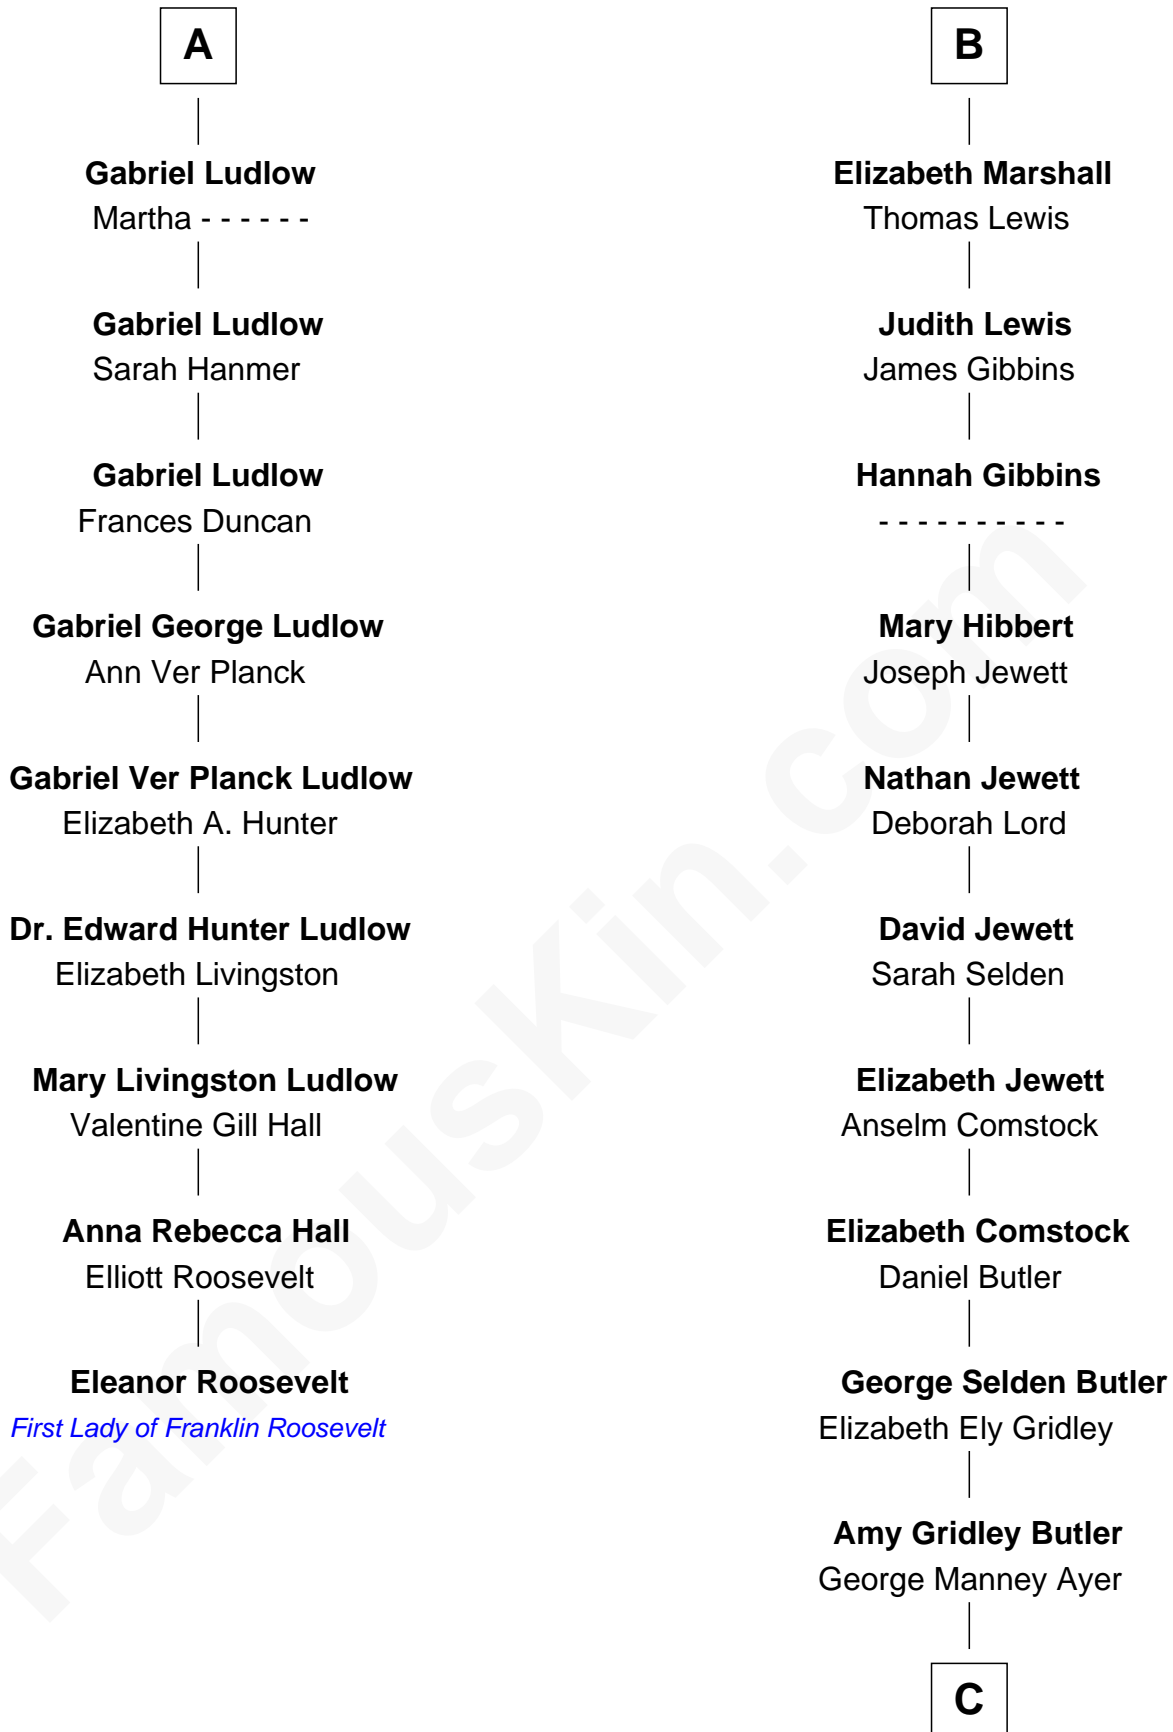 A
Gabriel Ludlow
Martha - - - - - -
Gabriel Ludlow
Sarah Hanmer
Gabriel Ludlow
Frances Duncan
Gabriel George Ludlow
Ann Ver Planck
Gabriel Ver Planck Ludlow
Elizabeth A. Hunter
Dr. Edward Hunter Ludlow
Elizabeth Livingston
Mary Livingston Ludlow
Valentine Gill Hall
Anna Rebecca Hall
Elliott Roosevelt
Eleanor Roosevelt
First Lady of Franklin Roosevelt
B
Elizabeth Marshall
Thomas Lewis
Judith Lewis
James Gibbins
Hannah Gibbins
- - - - - - - - - -
Mary Hibbert
Joseph Jewett
Nathan Jewett
Deborah Lord
David Jewett
Sarah Selden
Elizabeth Jewett
Anselm Comstock
Elizabeth Comstock
Daniel Butler
George Selden Butler
Elizabeth Ely Gridley
Amy Gridley Butler
George Manney Ayer
C
FamousKin.com